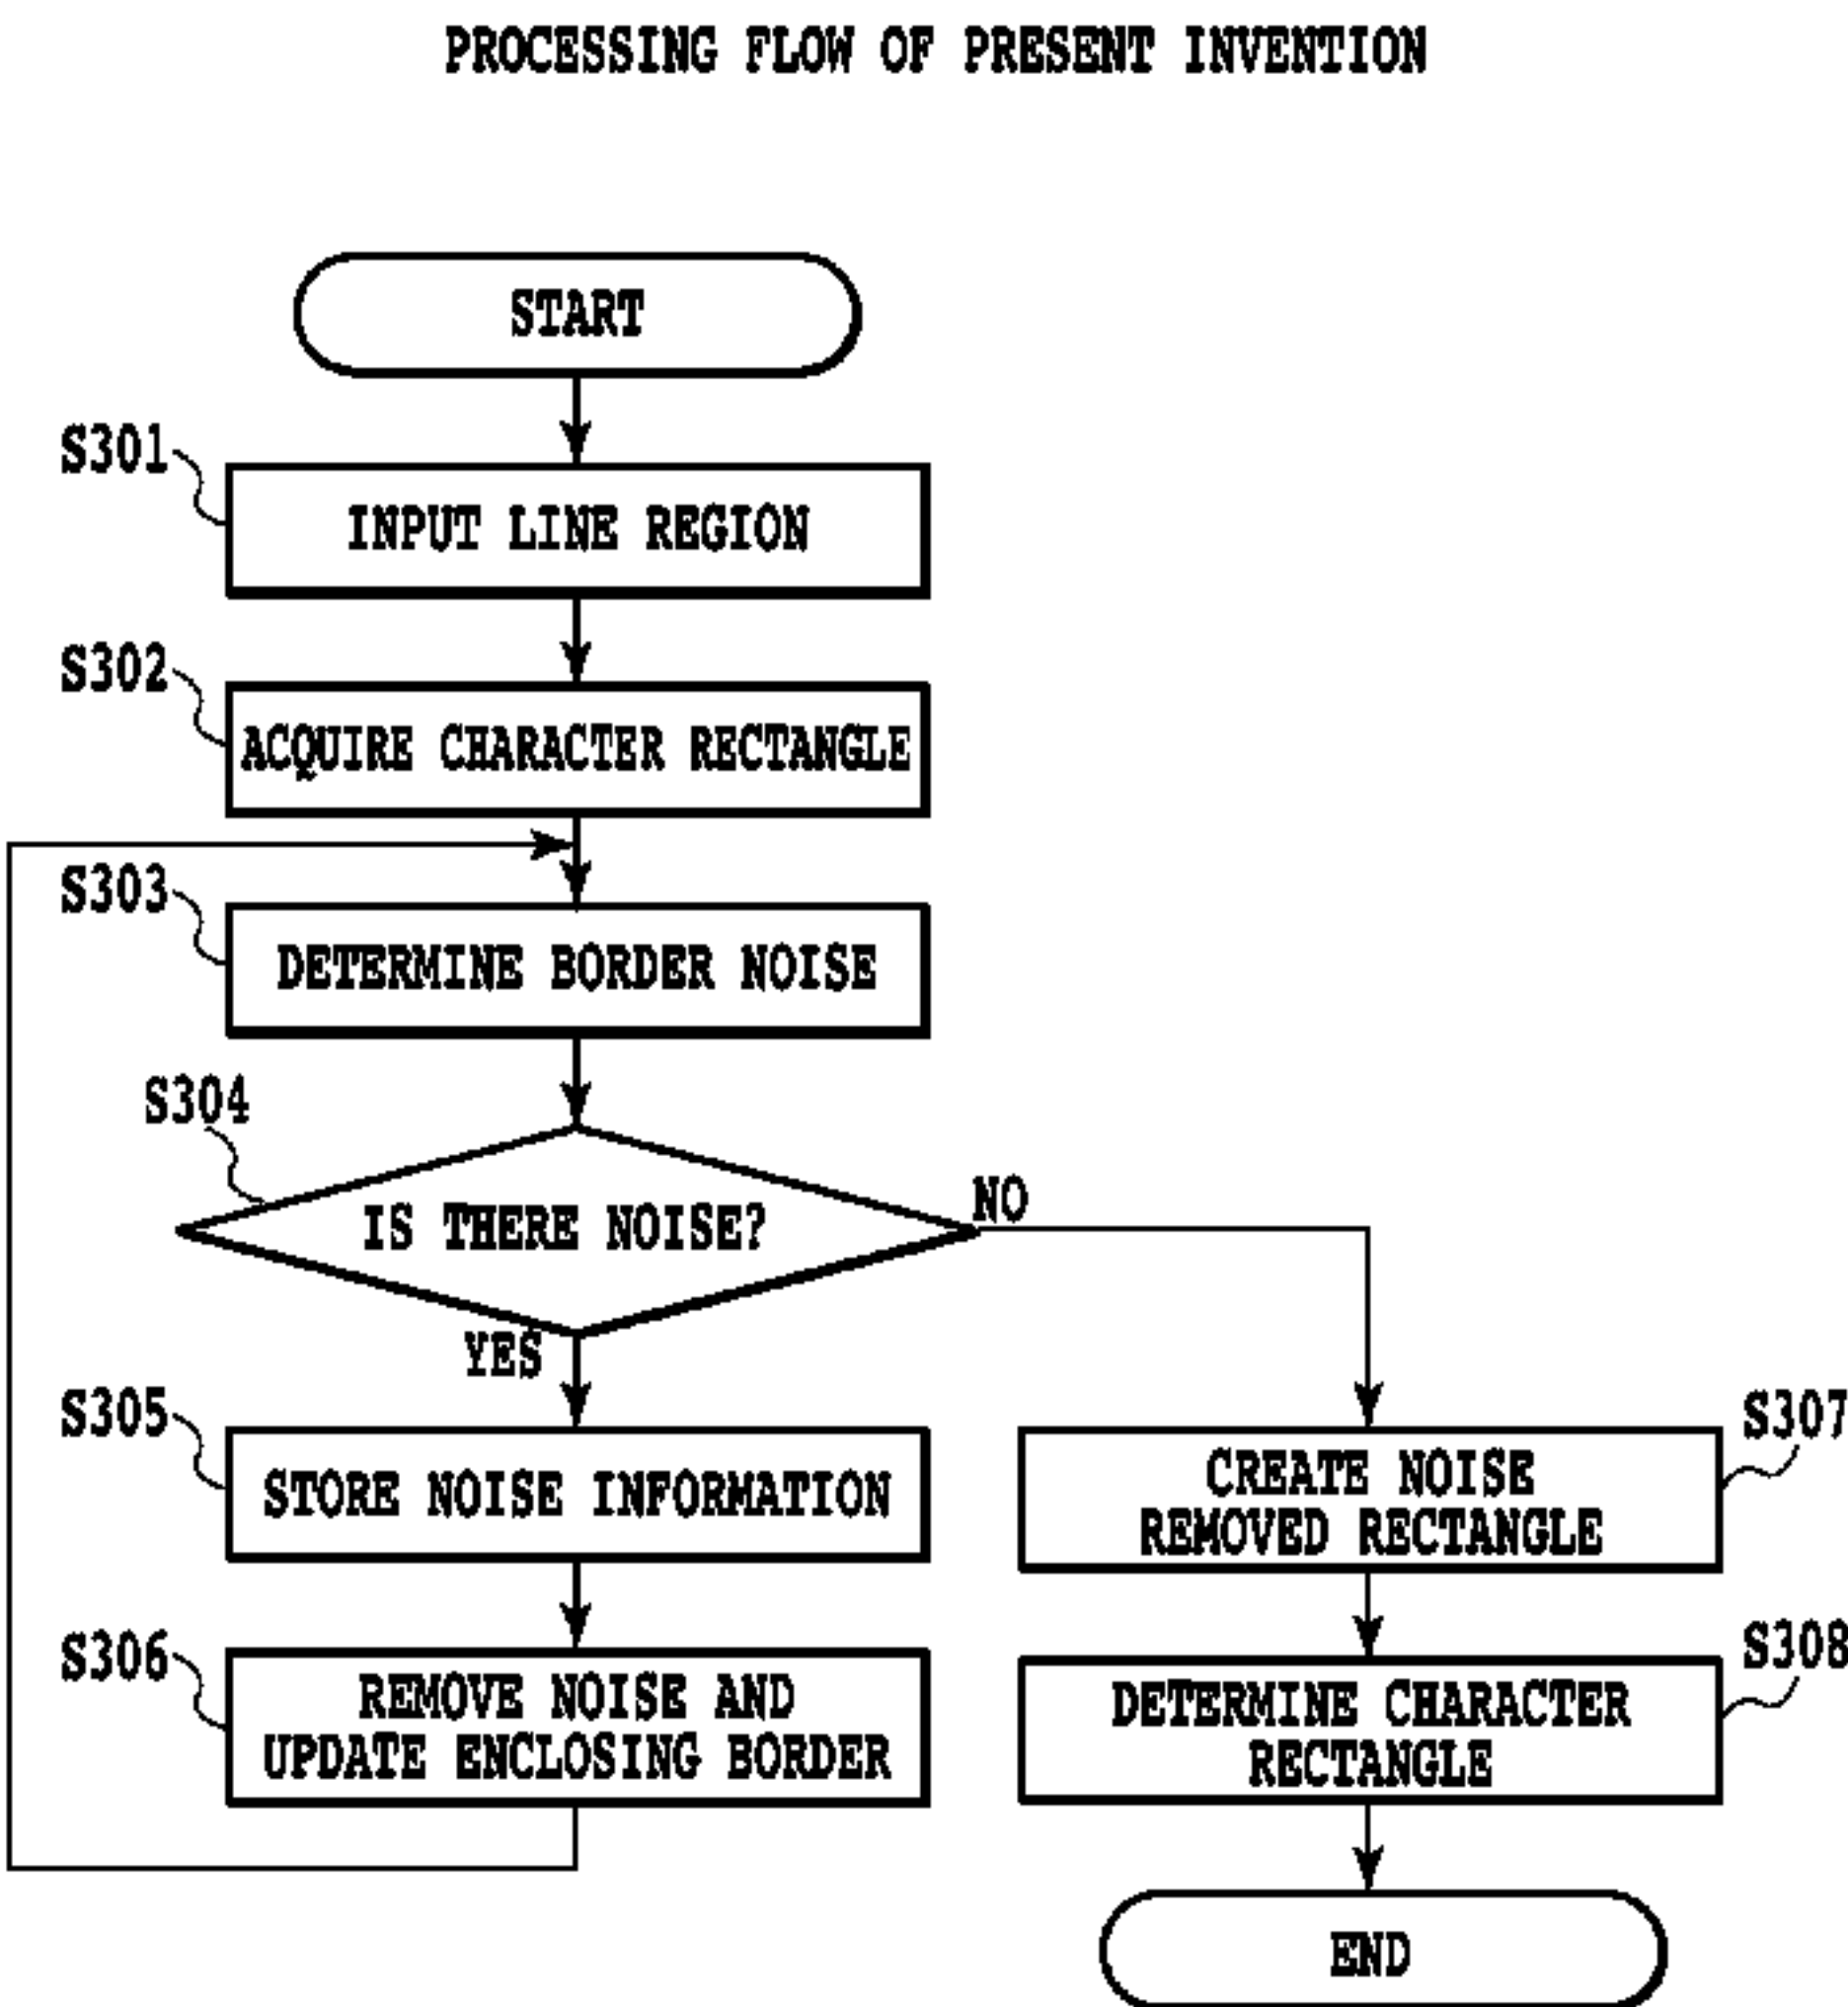 PROCESSING FLOW OF PRESENT INVENTION
START
S301
INPUT LINE REGION
S302
ACQUIRE CHARACTER RECTANGLE
S303
DETERMINE BORDER NOISE
S304
IS THERE NOISE?
NO
YES
S305
STORE NOISE INFORMATION
S306
REMOVE NOISE AND
UPDATE ENCLOSING BORDER
S307
CREATE NOISE
REMOVED RECTANGLE
S308
DETERMINE CHARACTER
RECTANGLE
END